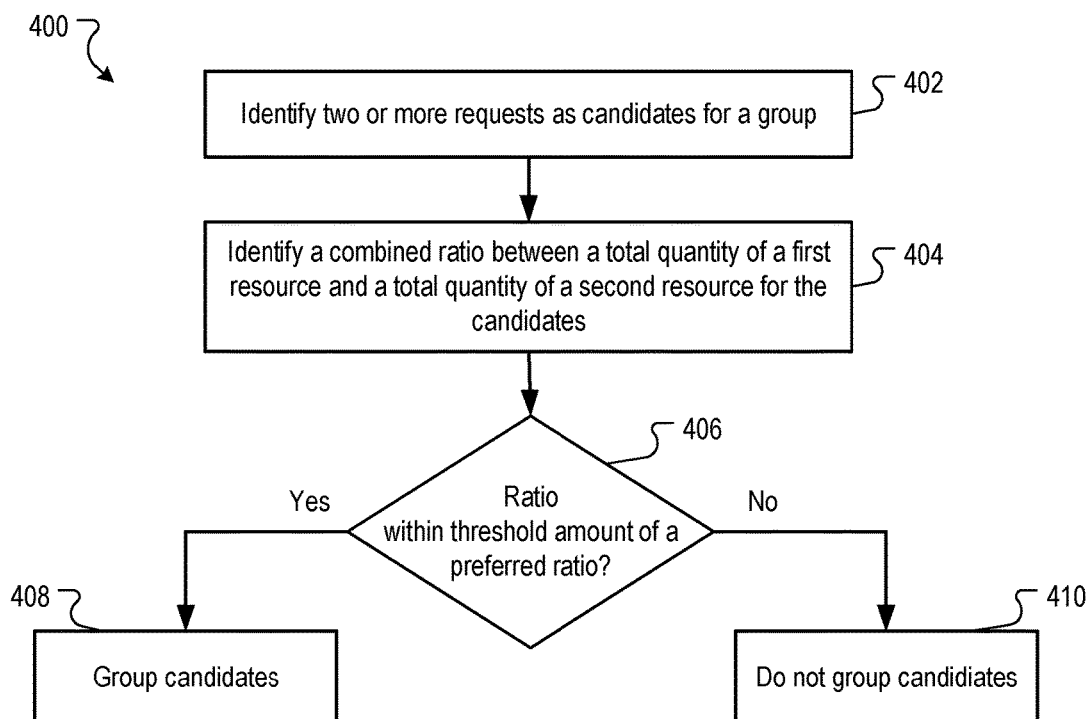 400
402
Identify two or more requests as candidates for a group
Identify a combined ratio between a total quantity of a first
resource and a total quantity of a second resource for the
candidates
404
406
Yes
Ratio
within threshold amount of a
preferred ratio?
No
408
410
Group candidates
Do not group candidiates